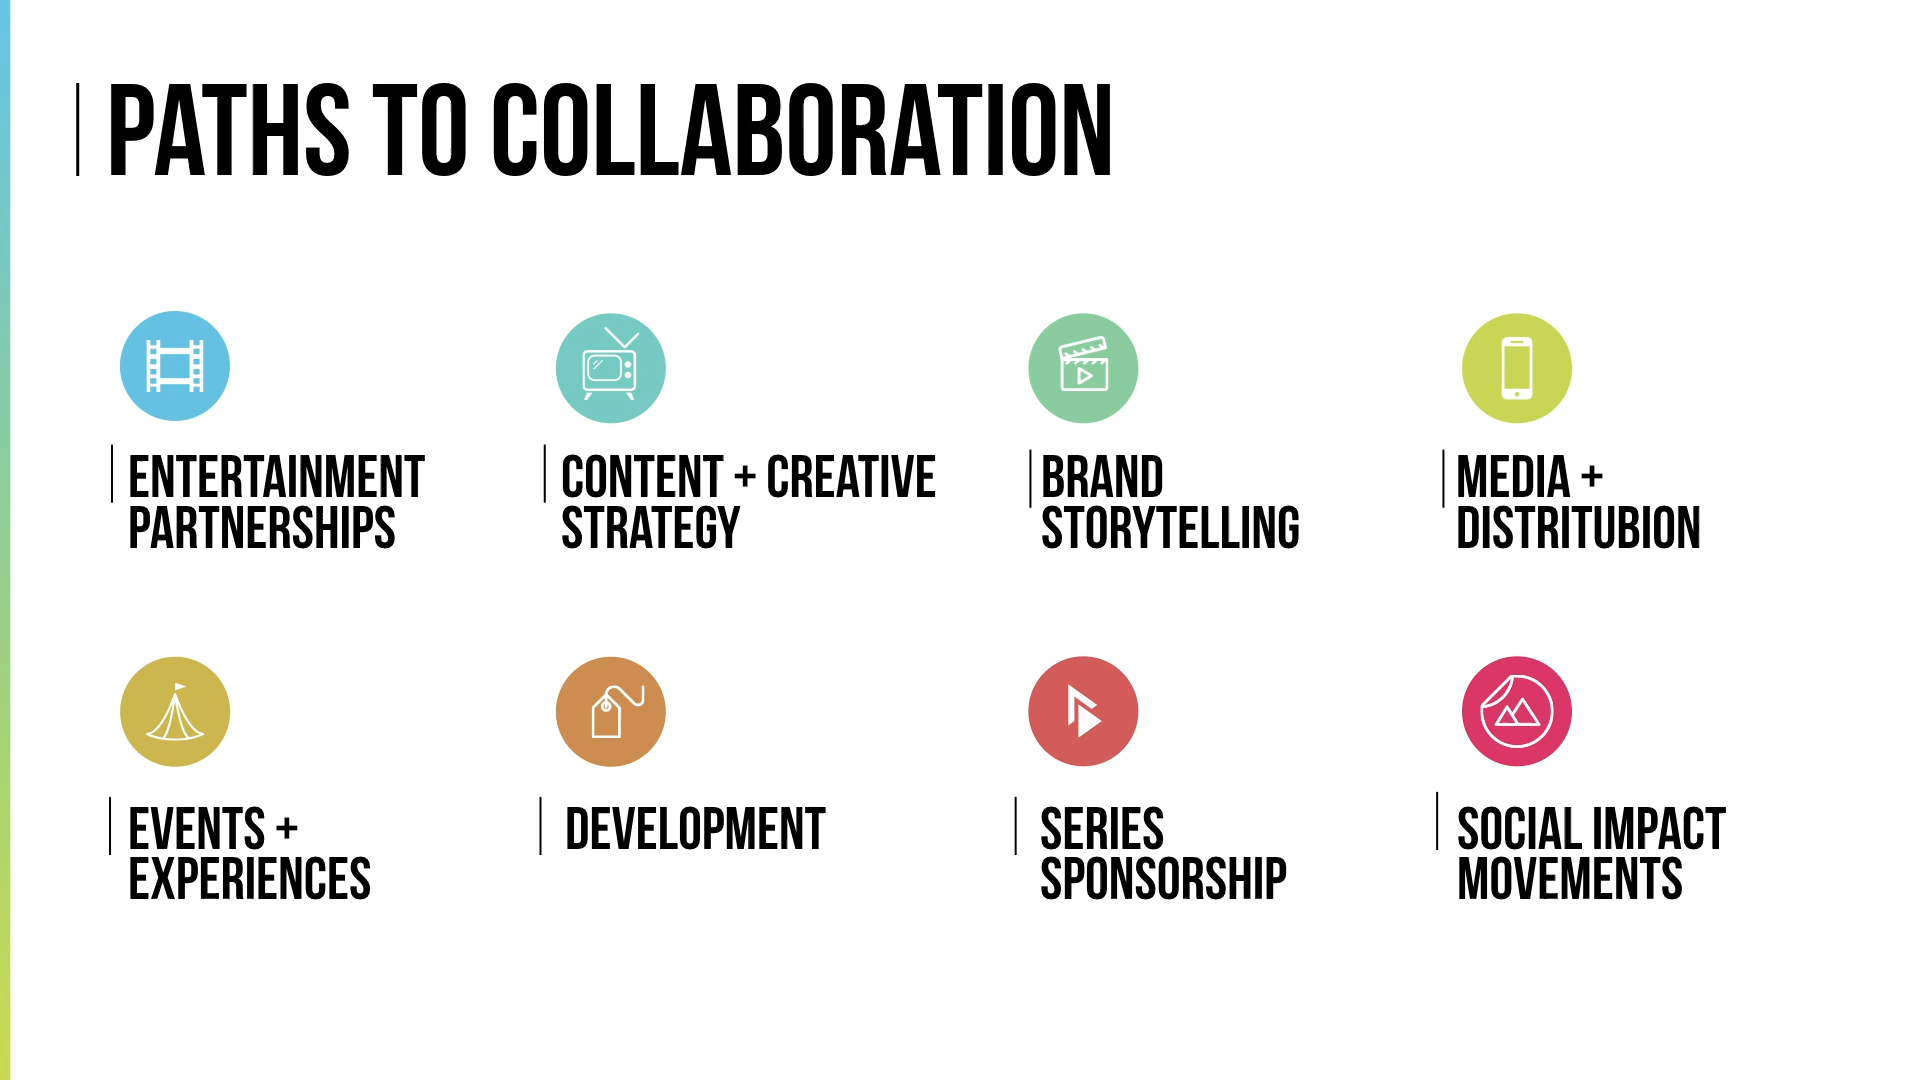 PATHS TO COLLABORATION
ENTERTAINMENT
PARTNERSHIPS
CONTENT + CREATIVE
STRATEGY
BRAND
STORYTELLING
MEDIA +
DISTRITUBION
EVENTS +
EXPERIENCES
DEVELOPMENT
SERIES
SPONSORSHIP
SOCIAL IMPACT
MOVEMENTS